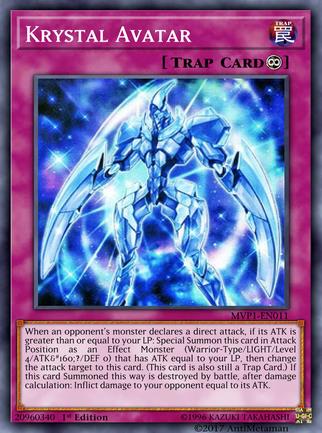 KRYSTAL AVATAR
TRAP
罠
[TRAP CARD∞]
MVP1-EN011
When an opponent's monster declares a direct attack, if its ATK is
greater than or equal to your LP: Special Summon this card in Attack
Position as an Effect Monster (Warrior-Type/LIGHT/Level
4/ATK&#160;?/DEF 0) that has ATK equal to your LP, then change
the attack target to this card. (This card is also still a Trap Card.) If
this card Summoned this way is destroyed by battle, after damage
calculation: Inflict damage to your opponent equal to its ATK.
20960340 1st Edition ©1996 KAZUKI TAKAHASHI
©2017 AntiMetaman